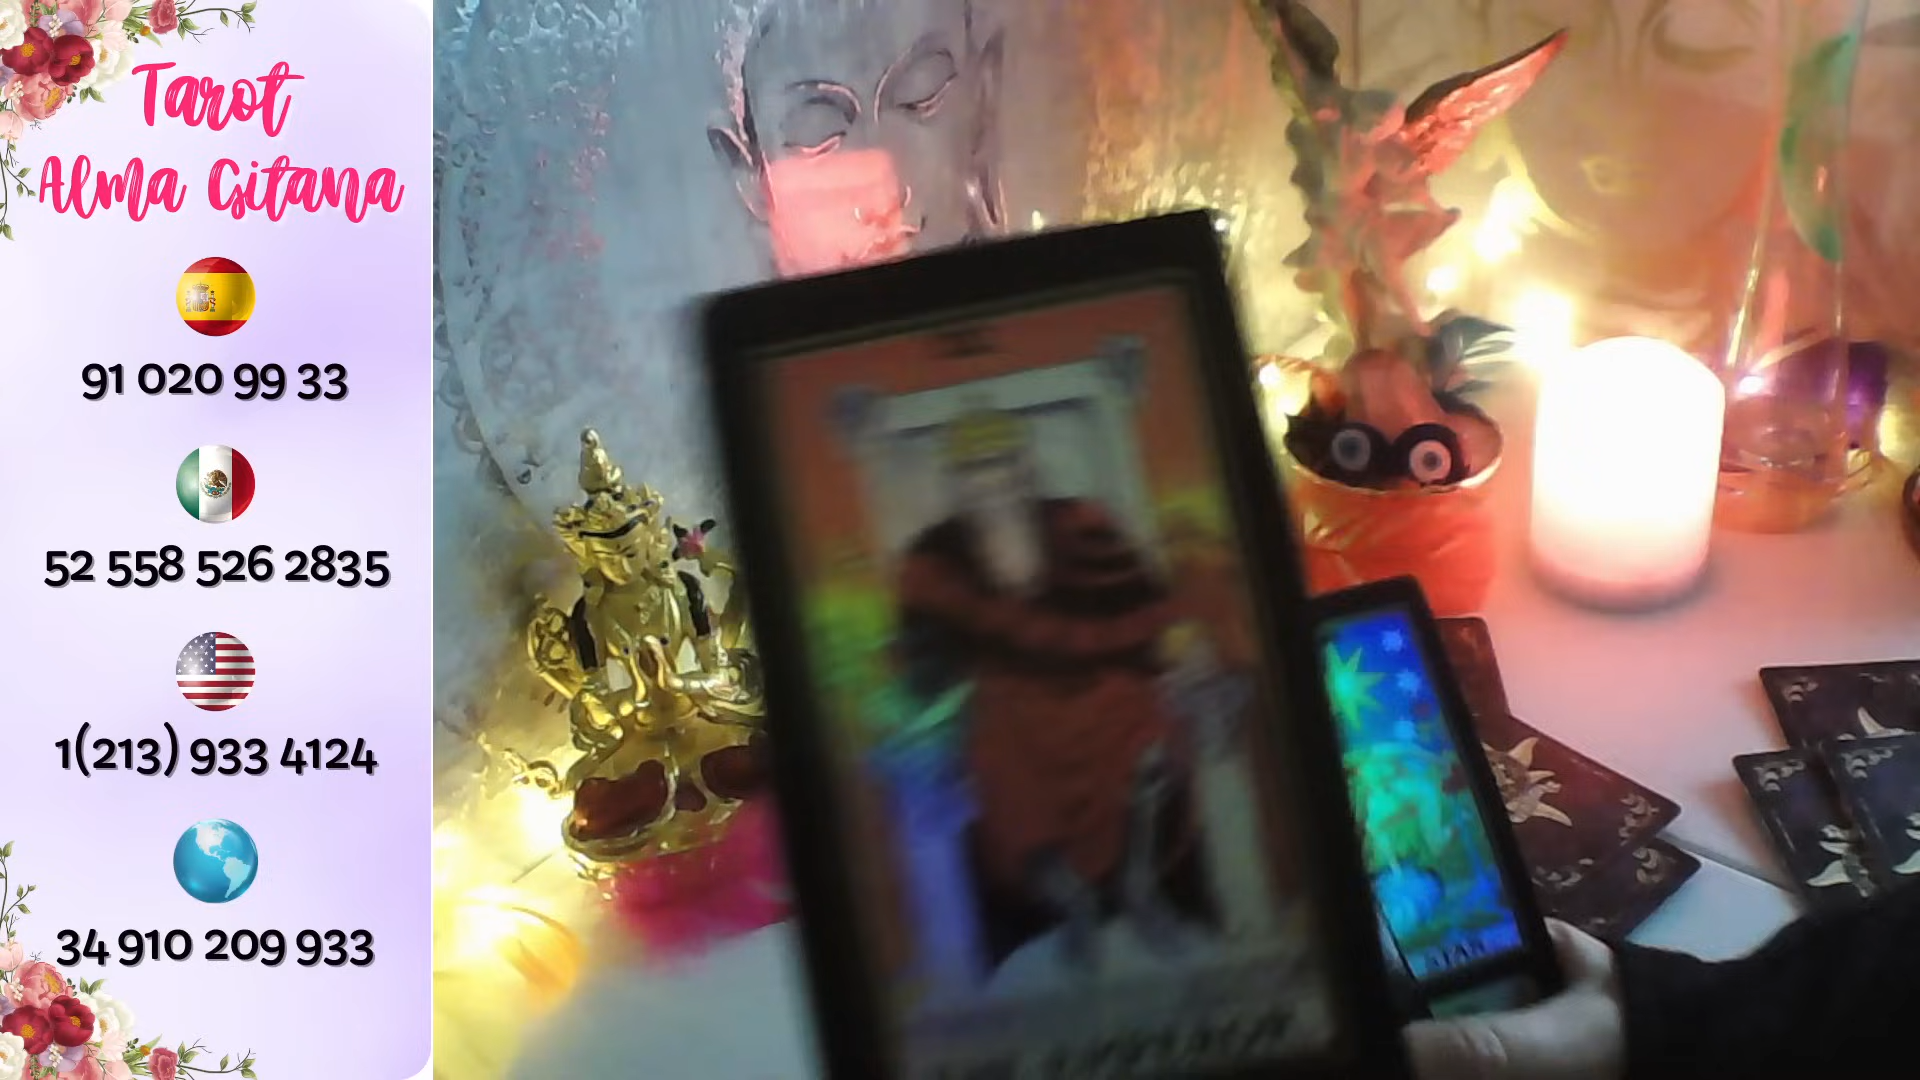 Tarot
Alma Gitana
91 020 99 33
52 558 526 2835
1(213) 933 4124
34 910 209 933